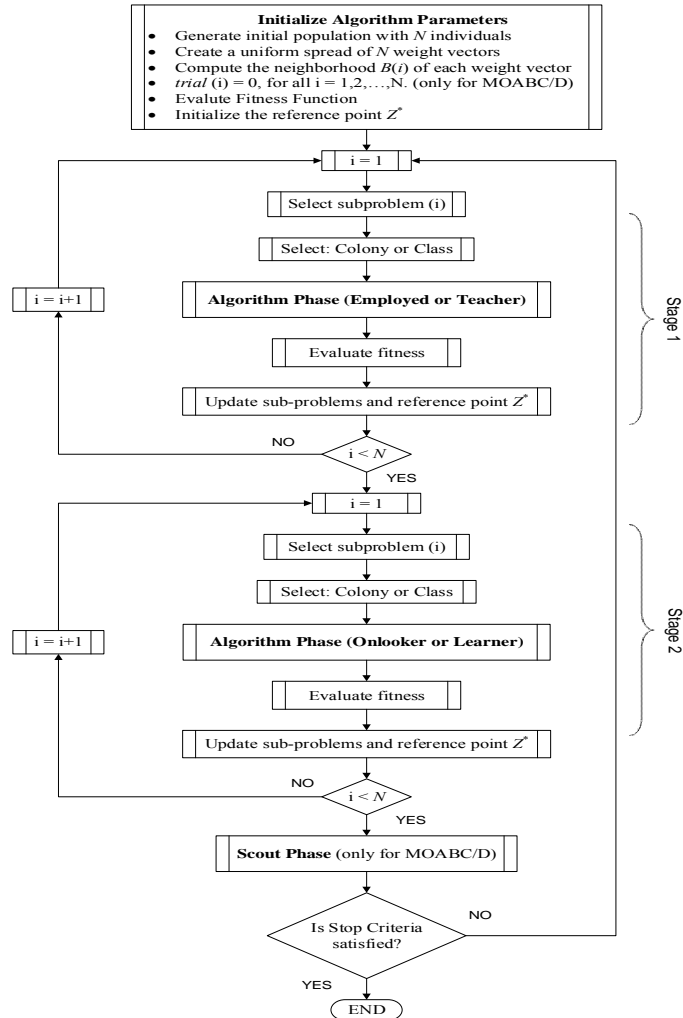 Initialize Algorithm Parameters
• Generate initial population with N individuals
• Create a uniform spread of N weight vectors
• Compute the neighborhood B(i) of each weight vector
• trial (i) = 0, for all i = 1,2,…,N. (only for MOABC/D)
• Evalute Fitness Function
• Initialize the reference point Z*
i = 1
Select subproblem (i)
Select: Colony or Class
i = i+1
Algorithm Phase (Employed or Teacher)
Stage 1
Evaluate fitness
Update sub-problems and reference point Z*
NO
i < N
YES
i = 1
Select subproblem (i)
Select: Colony or Class
i = i+1
Algorithm Phase (Onlooker or Learner)
Stage 2
Evaluate fitness
Update sub-problems and reference point Z*
NO
i < N
YES
Scout Phase (only for MOABC/D)
NO
Is Stop Criteria
satisfied?
YES
END